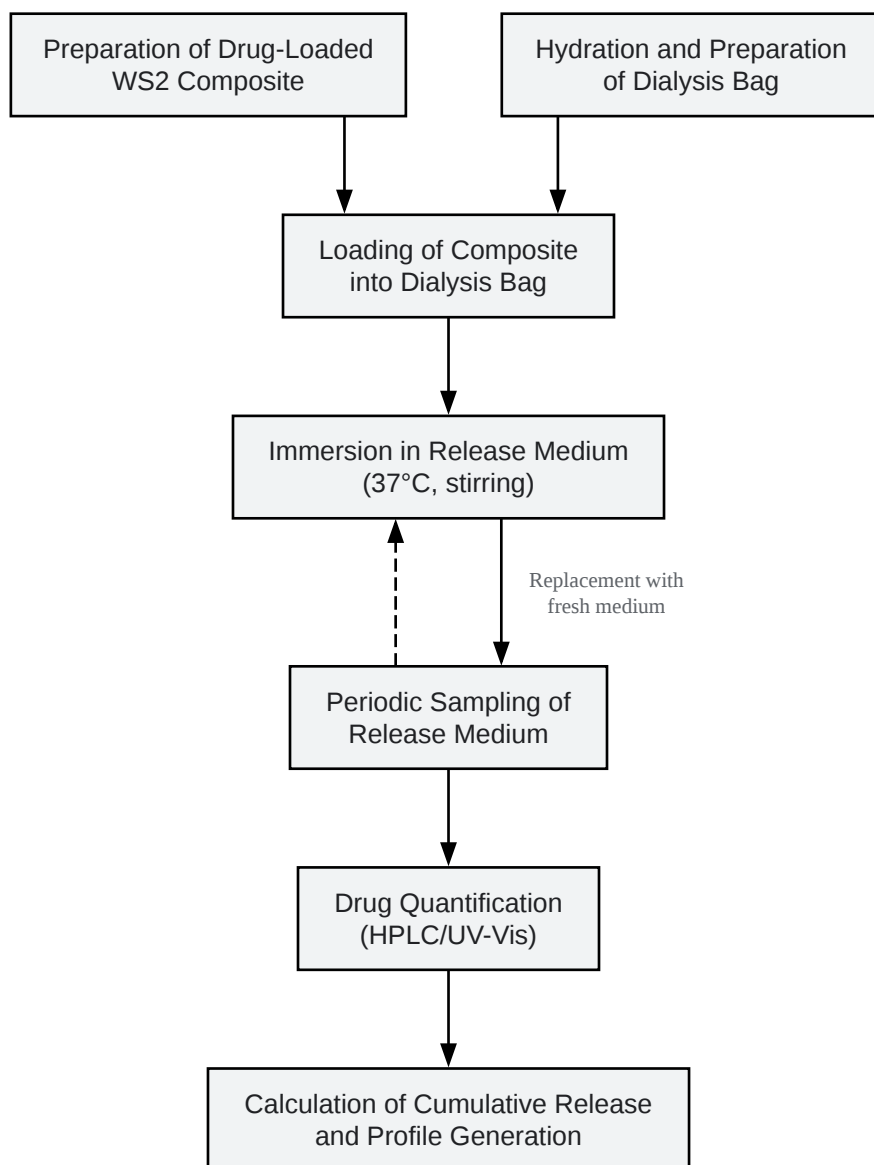 Preparation of Drug-Loaded
WS2 Composite
Hydration and Preparation
of Dialysis Bag
Loading of Composite
into Dialysis Bag
Immersion in Release Medium
(37°C, stirring)
Replacement with
fresh medium
Periodic Sampling of
Release Medium
Drug Quantification
(HPLC/UV-Vis)
Calculation of Cumulative Release
and Profile Generation